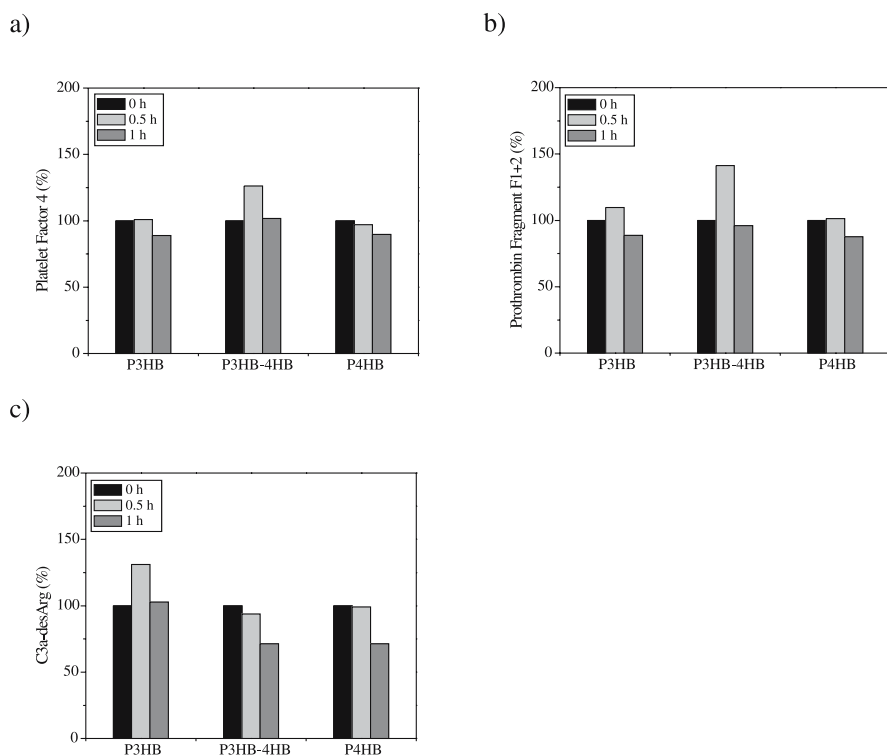 a)
200
150
100
50
0
Platelet Factor 4 (%)
0 h
0.5 h
1 h
P3HB
P3HB-4HB
P4HB
b)
200
150
100
50
0
Prothrombin Fragment F1+2 (%)
0 h
0.5 h
1 h
P3HB
P3HB-4HB
P4HB
c)
200
150
100
50
0
C3a-desArg (%)
0 h
0.5 h
1 h
P3HB
P3HB-4HB
P4HB